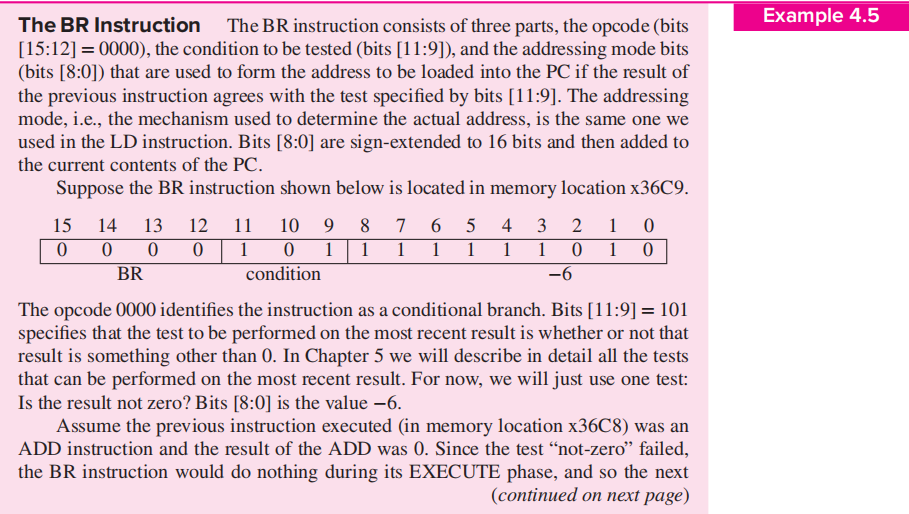 Example 4.5
The BR Instruction The BR instruction consists of three parts, the opcode (bits
[15:12] = 0000), the condition to be tested (bits [11:9]), and the addressing mode bits
(bits [8:0]) that are used to form the address to be loaded into the PC if the result of
the previous instruction agrees with the test specified by bits [11:9]. The addressing
mode, i.e., the mechanism used to determine the actual address, is the same one we
used in the LD instruction. Bits [8:0] are sign-extended to 16 bits and then added to
the current contents of the PC.
Suppose the BR instruction shown below is located in memory location x36C9.
15 14 13 12 11 10 9 8 7 6 5 4 3 2 1 0
0 0 0 0 1 0 1 1 1 1 1 1 1 0 1 0
BR condition −6
The opcode 0000 identifies the instruction as a conditional branch. Bits [11:9] = 101
specifies that the test to be performed on the most recent result is whether or not that
result is something other than 0. In Chapter 5 we will describe in detail all the tests
that can be performed on the most recent result. For now, we will just use one test:
Is the result not zero? Bits [8:0] is the value −6.
Assume the previous instruction executed (in memory location x36C8) was an
ADD instruction and the result of the ADD was 0. Since the test “not-zero” failed,
the BR instruction would do nothing during its EXECUTE phase, and so the next
(continued on next page)